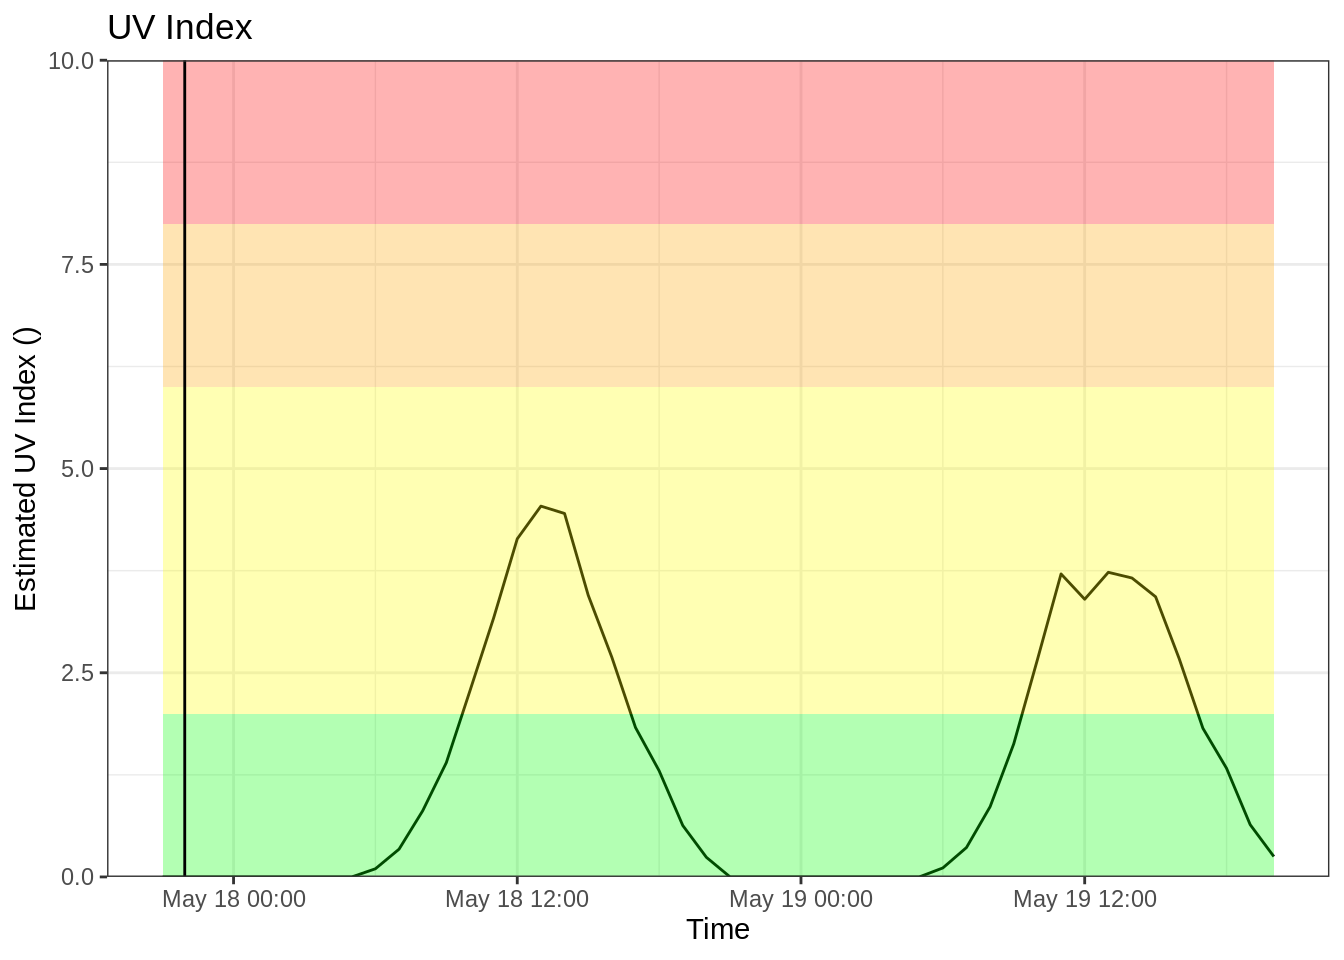 UV Index
10.0
7.5
5.0
2.5
0.0
Estimated UV Index ()
May 18 00:00
May 18 12:00
May 19 00:00
May 19 12:00
Time